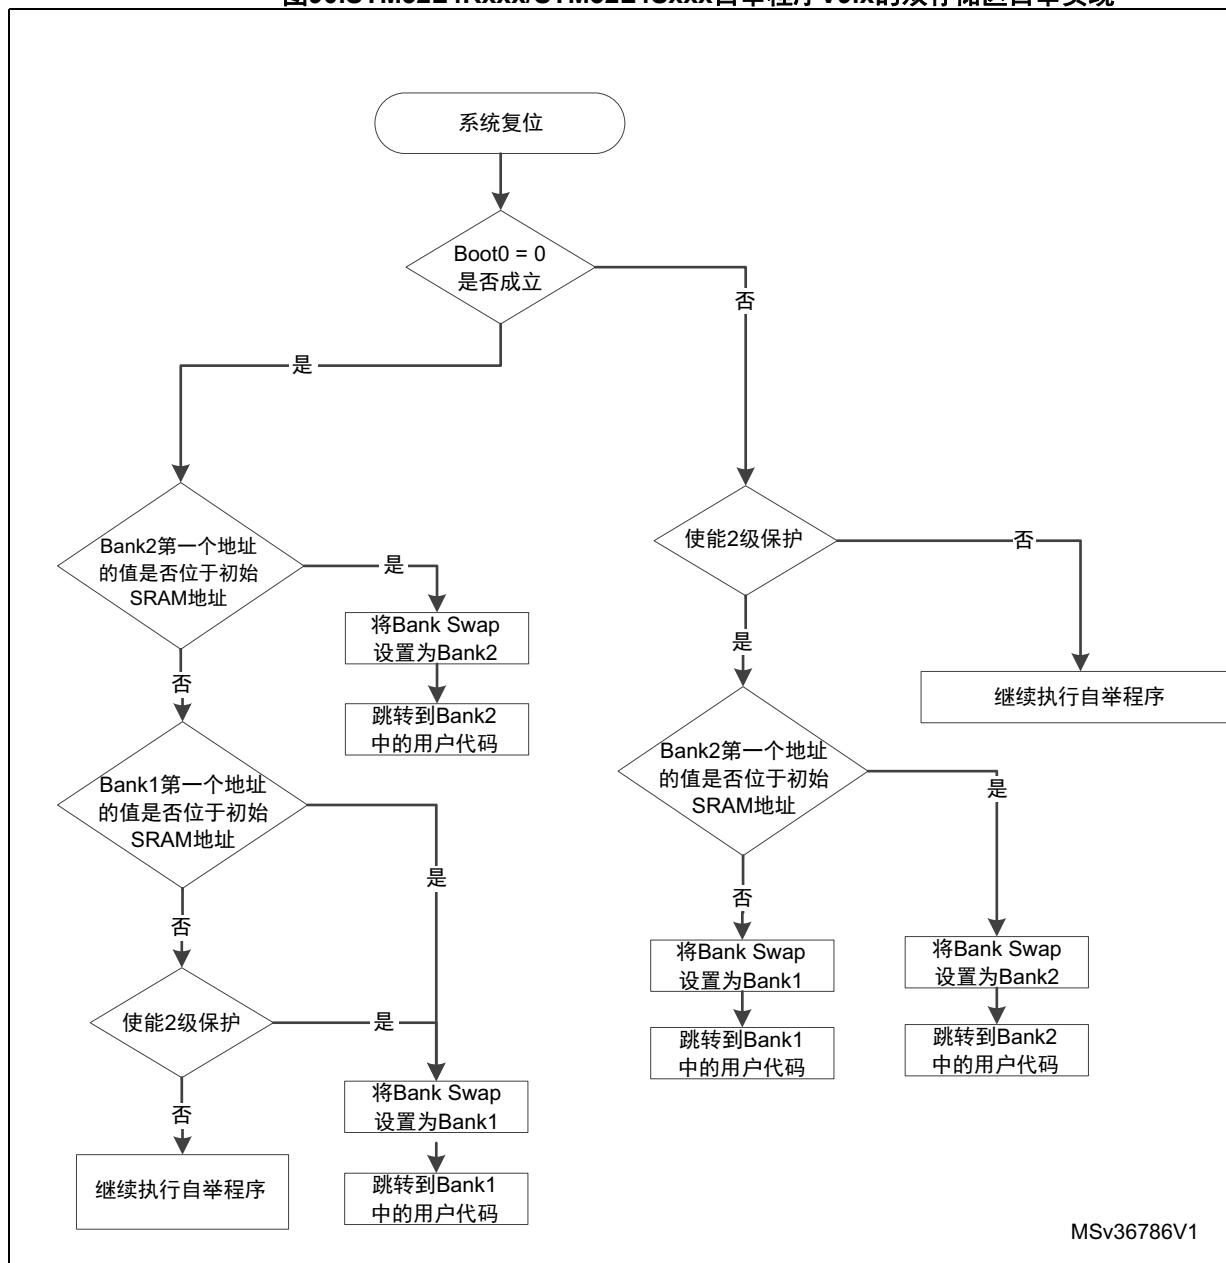 系统复位
Boot0 = 0
是否成立
否
是
Bank2第一个地址
的值是否位于初始
SRAM地址
是
将Bank Swap
设置为Bank2
跳转到Bank2
中的用户代码
否
Bank1第一个地址
的值是否位于初始
SRAM地址
是
否
使能2级保护
是
将Bank Swap
设置为Bank1
跳转到Bank1
中的用户代码
否
继续执行自举程序
使能2级保护
否
继续执行自举程序
是
Bank2第一个地址
的值是否位于初始
SRAM地址
是
否
将Bank Swap
设置为Bank1
跳转到Bank1
中的用户代码
将Bank Swap
设置为Bank2
跳转到Bank2
中的用户代码
MSv36786V1